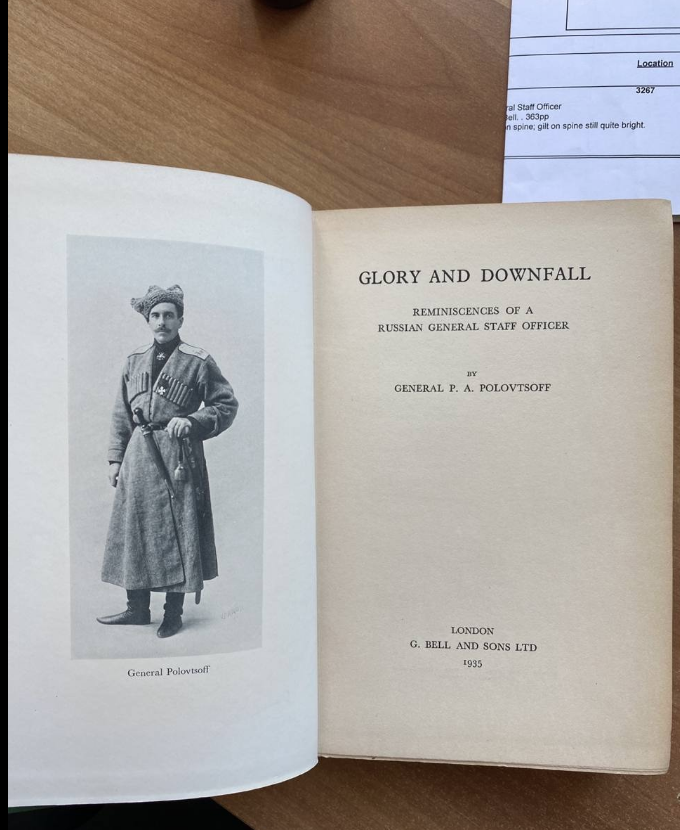 Location
3267
ral Staff Officer
ell. . 363pp
n spine; gilt on spine still quite bright.
General Polovtsoff
GLORY AND DOWNFALL
REMINISCENCES OF A
RUSSIAN GENERAL STAFF OFFICER
BY
GENERAL P. A. POLOVTSOFF
LONDON
G. BELL AND SONS LTD
1935